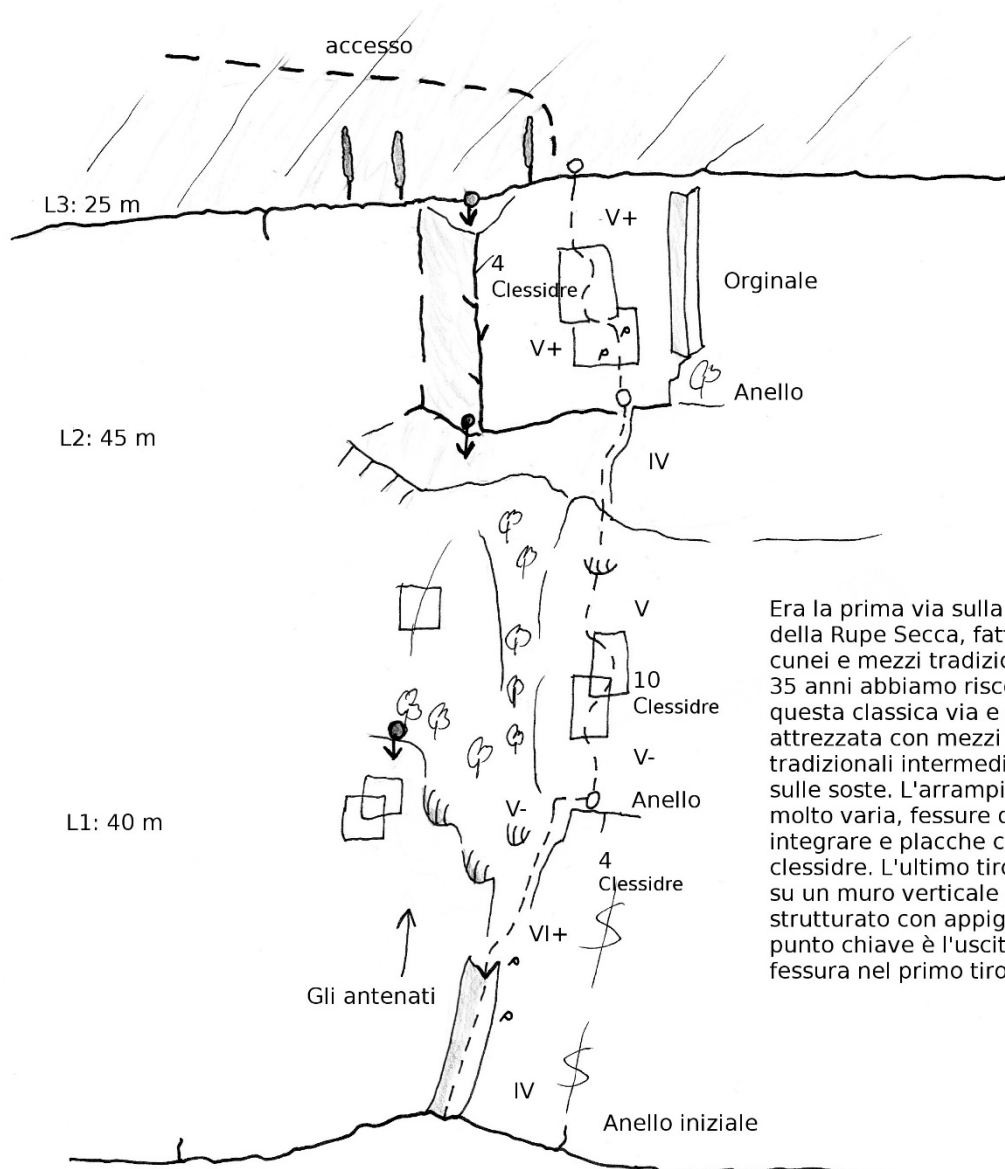 accesso
L3: 25 m
V+
4
Clessidre
Orginale
V+
Anello
L2: 45 m
IV
V
10
Clessidre
V-
Anello
V-
L1: 40 m
4
Clessidre
VI+
Gli antenati
IV
Anello iniziale
Era la prima via sulla
della Rupe Secca, fat
cunei e mezzi tradizio
35 anni abbiamo risco
questa classica via e
attrezzata con mezzi
tradizionali intermedi
sulle soste. L'arrampi
molto varia, fessure d
integrare e placche c
clessidre. L'ultimo tiro
su un muro verticale
strutturato con appig
punto chiave è l'uscit
fessura nel primo tiro